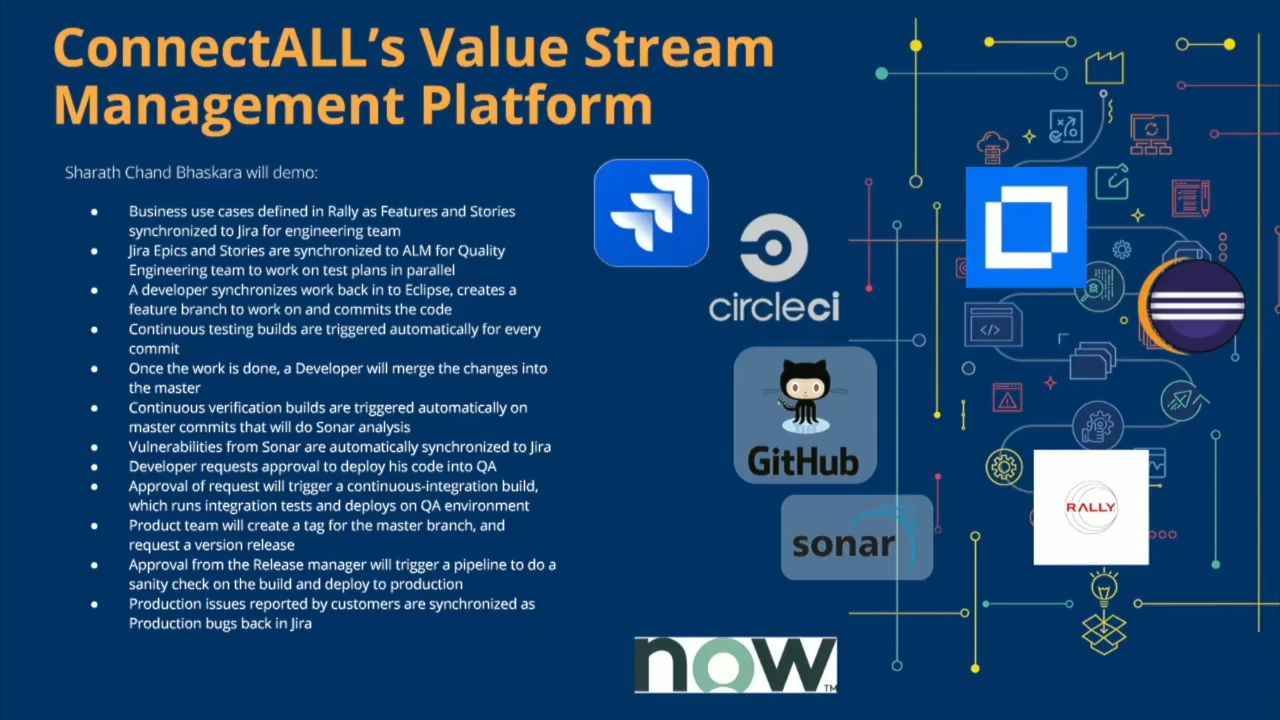 ConnectALL’s Value Stream
Management Platform
Sharath Chand Bhaskara will demo:
● Business use cases defined in Rally as Features and Stories
synchronized to Jira for engineering team
● Jira Epics and Stories are synchronized to ALM for Quality
Engineering team to work on test plans in parallel
● A developer synchronizes work back in to Eclipse, creates a
feature branch to work on and commits the code
● Continuous testing builds are triggered automatically for every
commit
● Once the work is done, a Developer will merge the changes into
the master
● Continuous verification builds are triggered automatically on
master commits that will do Sonar analysis
● Vulnerabilities from Sonar are automatically synchronized to Jira
● Developer requests approval to deploy his code into QA
● Approval of request will trigger a continuous-integration build,
which runs integration tests and deploys on QA environment
● Product team will create a tag for the master branch, and
request a version release
● Approval from the Release manager will trigger a pipeline to do a
sanity check on the build and deploy to production
● Production issues reported by customers are synchronized as
Production bugs back in Jira
circleci
GitHub
sonar
RALLY
now
TM